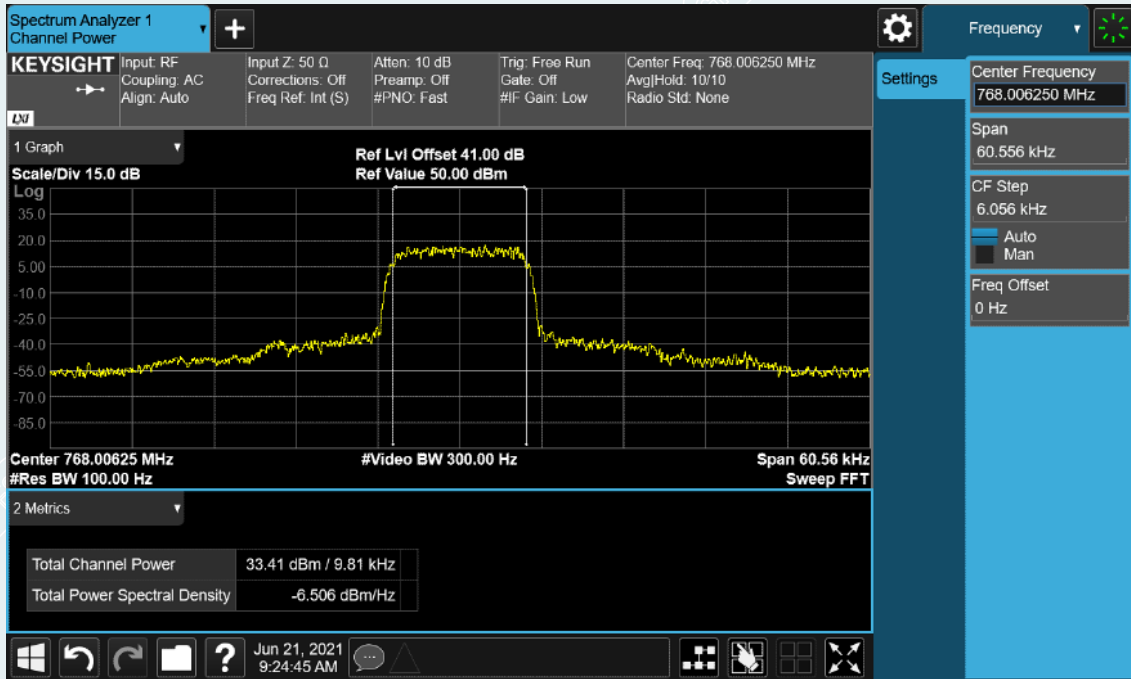 Spectrum Analyzer 1
Channel Power
+
Frequency
KEYSIGHT
LXI
Input: RF
Coupling: AC
Align: Auto
Input Z: 50 Ω
Corrections: Off
Freq Ref: Int (S)
Atten: 10 dB
Preamp: Off
#PNO: Fast
Trig: Free Run
Gate: Off
#IF Gain: Low
Center Freq: 768.006250 MHz
Avg|Hold: 10/10
Radio Std: None
Settings
Center Frequency
768.006250 MHz
Span
60.556 kHz
CF Step
6.056 kHz
Auto
Man
Freq Offset
0 Hz
1 Graph
Scale/Div 15.0 dB
Ref Lvl Offset 41.00 dB
Ref Value 50.00 dBm
Log
35.0
20.0
5.00
-10.0
-25.0
-40.0
-55.0
-70.0
-85.0
Center 768.00625 MHz
#Video BW 300.00 Hz
Span 60.56 kHz
#Res BW 100.00 Hz
Sweep FFT
2 Metrics
Total Channel Power 33.41 dBm / 9.81 kHz
Total Power Spectral Density -6.506 dBm/Hz
?
Jun 21, 2021
9:24:45 AM